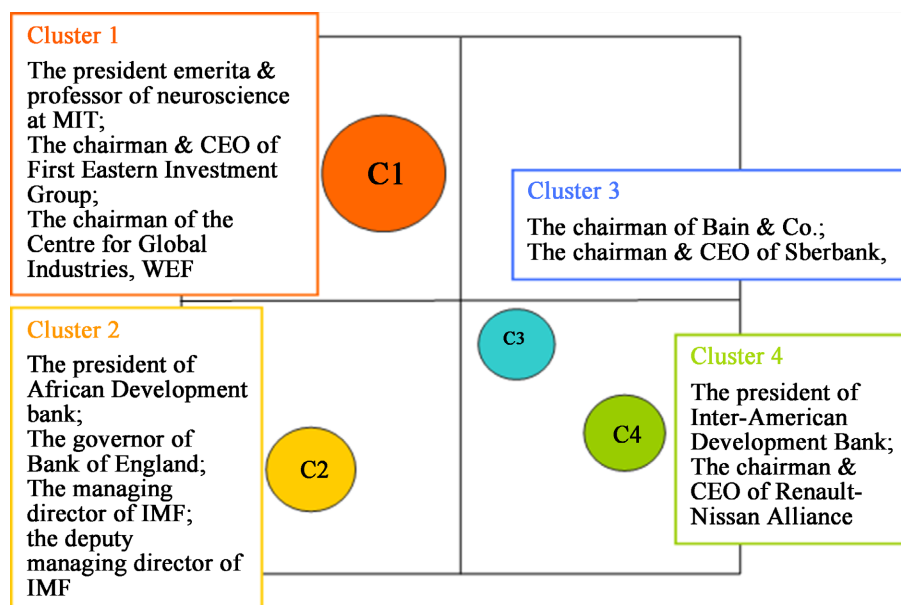 Cluster 1
The president emerita &
professor of neuroscience
at MIT;
The chairman & CEO of
First Eastern Investment
Group;
The chairman of the
Centre for Global
Industries, WEF
C1
Cluster 3
The chairman of Bain & Co.;
The chairman & CEO of Sberbank,
Cluster 2
The president of
African Development
bank;
The governor of
Bank of England;
The managing
director of IMF;
the deputy
managing director of
IMF
C2
C3
C4
Cluster 4
The president of
Inter-American
Development Bank;
The chairman &
CEO of Renault-
Nissan Alliance